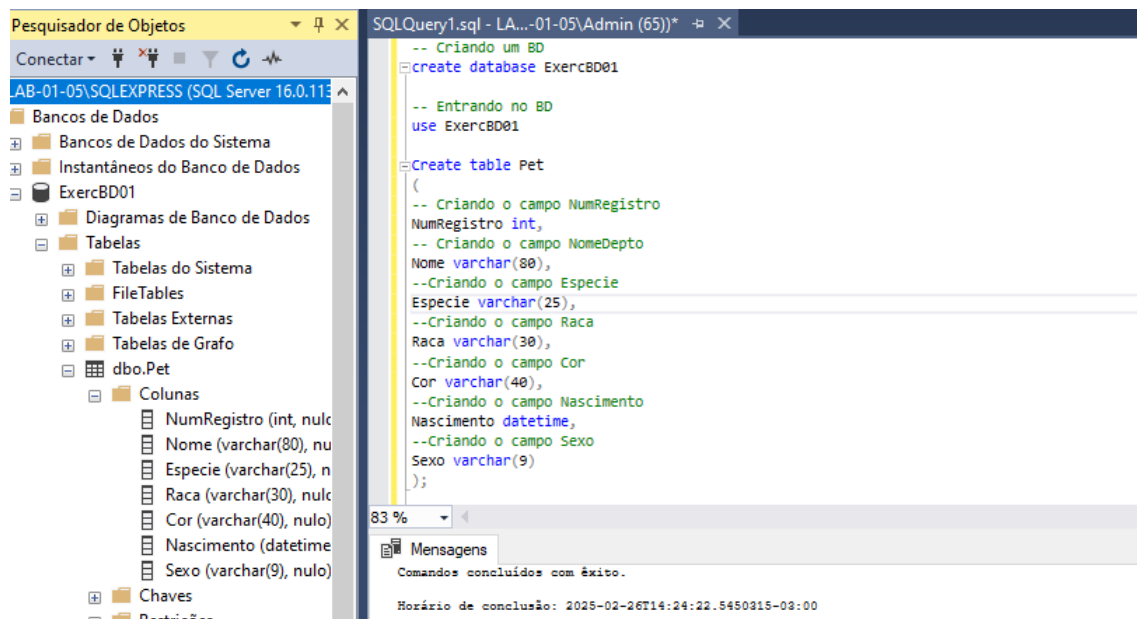 Pesquisador de Objetos
Conectar
LAB-01-05\SQLEXPRESS (SQL Server 16.0.113
Bancos de Dados
Bancos de Dados do Sistema
Instantâneos do Banco de Dados
ExercBD01
Diagramas de Banco de Dados
Tabelas
Tabelas do Sistema
FileTables
Tabelas Externas
Tabelas de Grafo
dbo.Pet
Colunas
NumRegistro (int, nulo
Nome (varchar(80), nu
Especie (varchar(25), n
Raca (varchar(30), nulo
Cor (varchar(40), nulo)
Nascimento (datetime
Sexo (varchar(9), nulo)
Chaves
Restrições
SQLQuery1.sql - LA...-01-05\Admin (65))*
-- Criando um BD
create database ExercBD01
-- Entrando no BD
use ExercBD01
Create table Pet
(
-- Criando o campo NumRegistro
NumRegistro int,
-- Criando o campo NomeDepto
Nome varchar(80),
--Criando o campo Especie
Especie varchar(25),
--Criando o campo Raca
Raca varchar(30),
--Criando o campo Cor
Cor varchar(40),
--Criando o campo Nascimento
Nascimento datetime,
--Criando o campo Sexo
Sexo varchar(9)
);
83 %
Mensagens
Comandos concluídos com êxito.
Horário de conclusão: 2025-02-26T14:24:22.5450315-03:00